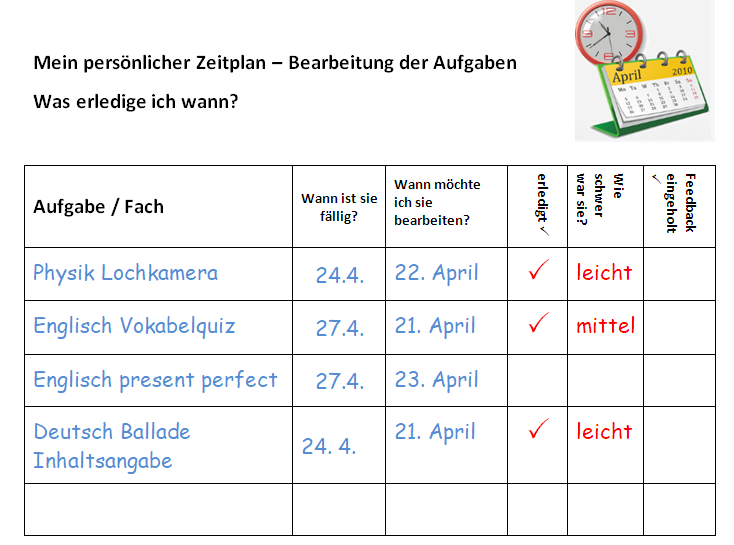 Mein persönlicher Zeitplan – Bearbeitung der Aufgaben
Was erledige ich wann?
April 2010
Aufgabe / Fach
Wann ist sie
fällig?
Wann möchte
ich sie
bearbeiten?
erledigt ✓
Wie
schwer
war sie?
Feedback
eingeholt
✓
Physik Lochkamera 24.4. 22. April ✓ leicht
Englisch Vokabelquiz 27.4. 21. April ✓ mittel
Englisch present perfect 27.4. 23. April
Deutsch Ballade
Inhaltsangabe 24. 4. 21. April ✓ leicht